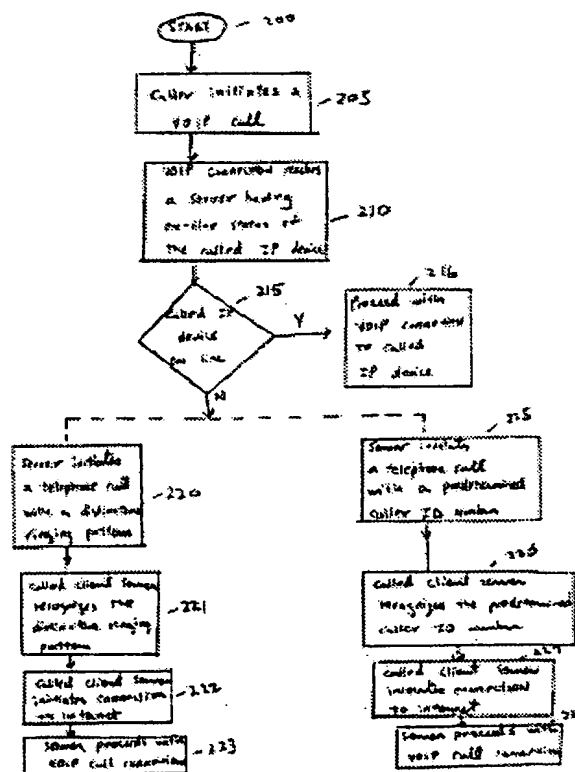 START
200
Caller initiates a
VOIP call
205
VOIP connection reaches
a Server having
on-line status of
the called IP device
210
215
Called IP
device
on line
Y
N
216
Proceed with
VOIP
to called
IP device
Server initiates
a telephone call
with a distinctive
ringing pattern
220
Called client server
recognizes the
distinctive ringing
pattern
221
Called client server
initiates connection
to internet
222
Server proceeds with
VOIP call connection
223
225
Server initiates
a telephone call
with a predetermined
caller ID number
Called client server
recognizes the predetermined
caller ID number
Called client server
initiates connection
to internet
Server proceeds with
VOIP call connection